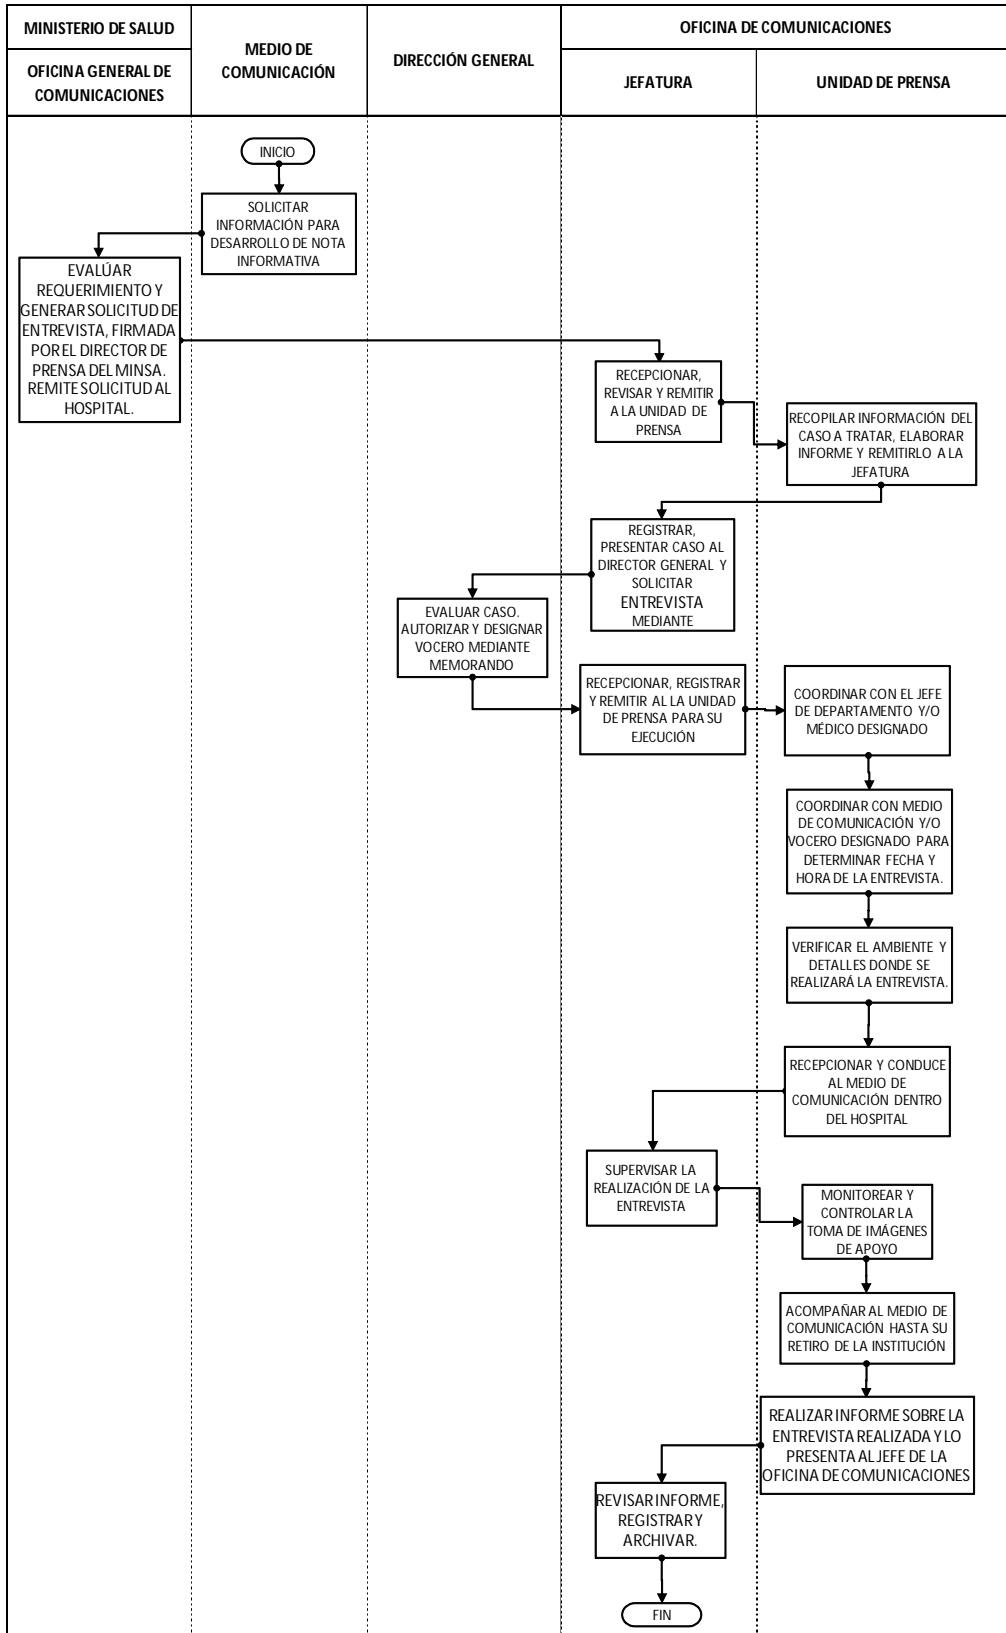 MINISTERIO DE SALUD
OFICINA GENERAL DE
COMUNICACIONES
MEDIO DE
COMUNICACIÓN
DIRECCIÓN GENERAL
OFICINA DE COMUNICACIONES
JEFATURA
UNIDAD DE PRENSA
INICIO
SOLICITAR
INFORMACIÓN PARA
DESARROLLO DE NOTA
INFORMATIVA
EVALÚAR
REQUERIMIENTO Y
GENERAR SOLICITUD DE
ENTREVISTA, FIRMADA
POR EL DIRECTOR DE
PRENSA DEL MINSA.
REMITE SOLICITUD AL
HOSPITAL.
RECEPCIONAR,
REVISAR Y REMITIR
A LA UNIDAD DE
PRENSA
RECOPILAR INFORMACIÓN DEL
CASO A TRATAR, ELABORAR
INFORME Y REMITIRLO A LA
JEFATURA
REGISTRAR,
PRESENTAR CASO AL
DIRECTOR GENERAL Y
SOLICITAR
ENTREVISTA
MEDIANTE
EVALUAR CASO.
AUTORIZAR Y DESIGNAR
VOCERO MEDIANTE
MEMORANDO
RECEPCIONAR, REGISTRAR
Y REMITIR AL LA UNIDAD
DE PRENSA PARA SU
EJECUCIÓN
COORDINAR CON EL JEFE
DE DEPARTAMENTO Y/O
MÉDICO DESIGNADO
COORDINAR CON MEDIO
DE COMUNICACIÓN Y/O
VOCERO DESIGNADO PARA
DETERMINAR FECHA Y
HORA DE LA ENTREVISTA.
VERIFICAR EL AMBIENTE Y
DETALLES DONDE SE
REALIZARÁ LA ENTREVISTA.
RECEPCIONAR Y CONDUCE
AL MEDIO DE
COMUNICACIÓN DENTRO
DEL HOSPITAL
SUPERVISAR LA
REALIZACIÓN DE LA
ENTREVISTA
MONITOREAR Y
CONTROLAR LA
TOMA DE IMÁGENES
DE APOYO
ACOMPAÑAR AL MEDIO DE
COMUNICACIÓN HASTA SU
RETIRO DE LA INSTITUCIÓN
REALIZAR INFORME SOBRE LA
ENTREVISTA REALIZADA Y LO
PRESENTA AL JEFE DE LA
OFICINA DE COMUNICACIONES
REVISAR INFORME,
REGISTRAR Y
ARCHIVAR.
FIN